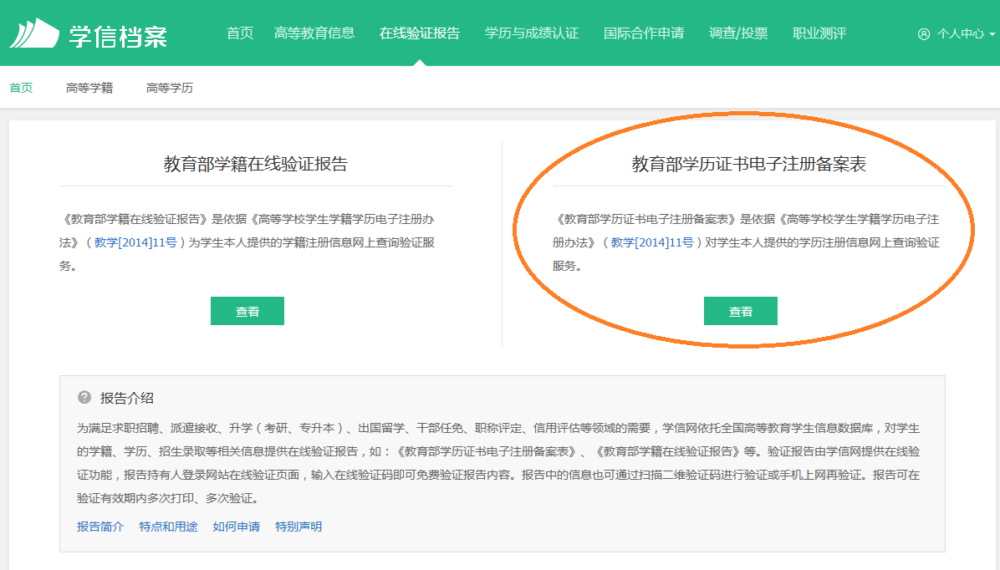 学信档案
首页 高等教育信息 在线验证报告 学历与成绩认证 国际合作申请 调查/投票 职业测评 个人中心
首页 高等学籍 高等学历
教育部学籍在线验证报告
《教育部学籍在线验证报告》是依据《高等学校学生学籍学历电子注册办
法》（教学[2014]11号）为学生本人提供的学籍注册信息网上查询验证服
务。
查看
教育部学历证书电子注册备案表
《教育部学历证书电子注册备案表》是依据《高等学校学生学籍学历电子注
册办法》（教学[2014]11号）对学生本人提供的学历注册信息网上查询验证
服务。
查看
? 报告介绍
为满足求职招聘、派遣接收、升学（考研、专升本）、出国留学、干部任免、职称评定、信用评估等领域的需要，学信网依托全国高等教育学生信息数据库，对学生
的学籍、学历、招生录取等相关信息提供在线验证报告，如：《教育部学历证书电子注册备案表》、《教育部学籍在线验证报告》等。验证报告由学信网提供在线验
证功能，报告持有人登录网站在线验证页面，输入在线验证码即可免费验证报告内容。报告中的信息也可通过扫描二维验证码进行验证或手机上网再验证。报告可在
验证有效期内多次打印、多次验证。
报告简介 特点和用途 如何申请 特别声明